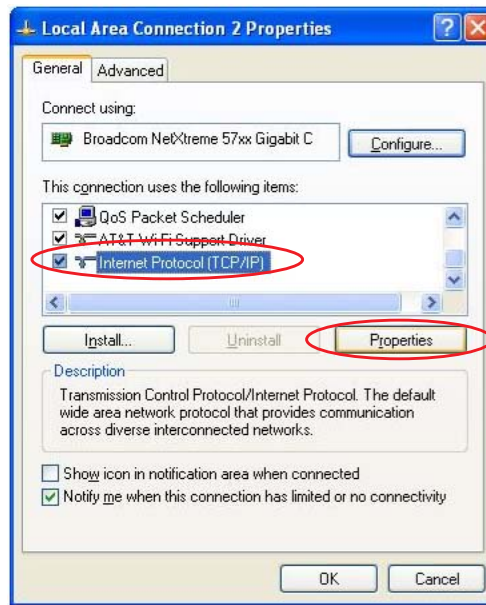 Local Area Connection 2 Properties
General Advanced
Connect using:
Broadcom NetXtreme 57xx Gigabit C Configure...
This connection uses the following items:
QoS Packet Scheduler
AT&T Wi-Fi Support Driver
Internet Protocol (TCP/IP)
Install... Uninstall Properties
Description
Transmission Control Protocol/Internet Protocol. The default
wide area network protocol that provides communication
across diverse interconnected networks.
Show icon in notification area when connected
Notify me when this connection has limited or no connectivity
OK Cancel